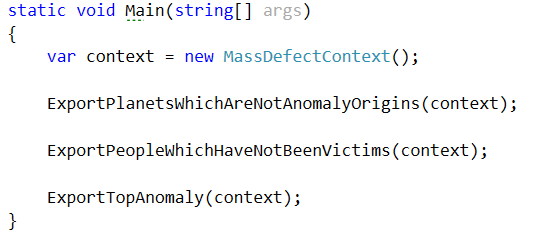 static void Main(string[] args)
{
var context = new MassDefectContext();
ExportPlanetsWhichAreNotAnomalyOrigins(context);
ExportPeopleWhichHaveNotBeenVictims(context);
ExportTopAnomaly(context);
}